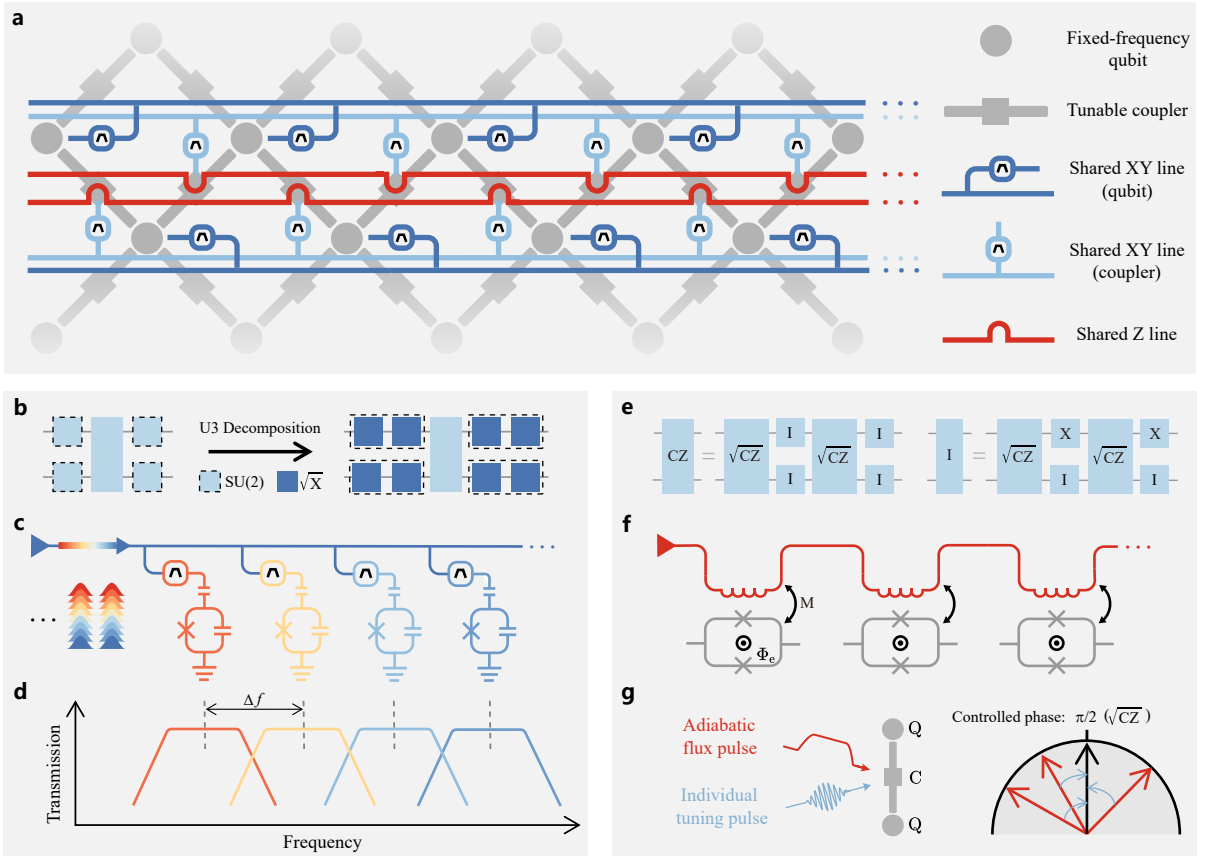 a
Fixed-frequency
qubit
Tunable coupler
Shared XY line
(qubit)
Shared XY line
(coupler)
Shared Z line
b
U3 Decomposition
SU(2)
√X
c
d
Δf
Transmission
Frequency
e
CZ = √CZ I √CZ I
I I
I = √CZ X √CZ X
I I
f
M
Φe
g
Adiabatic
flux pulse
Individual
tuning pulse
Q
C
Q
Controlled phase: π/2 (√CZ)